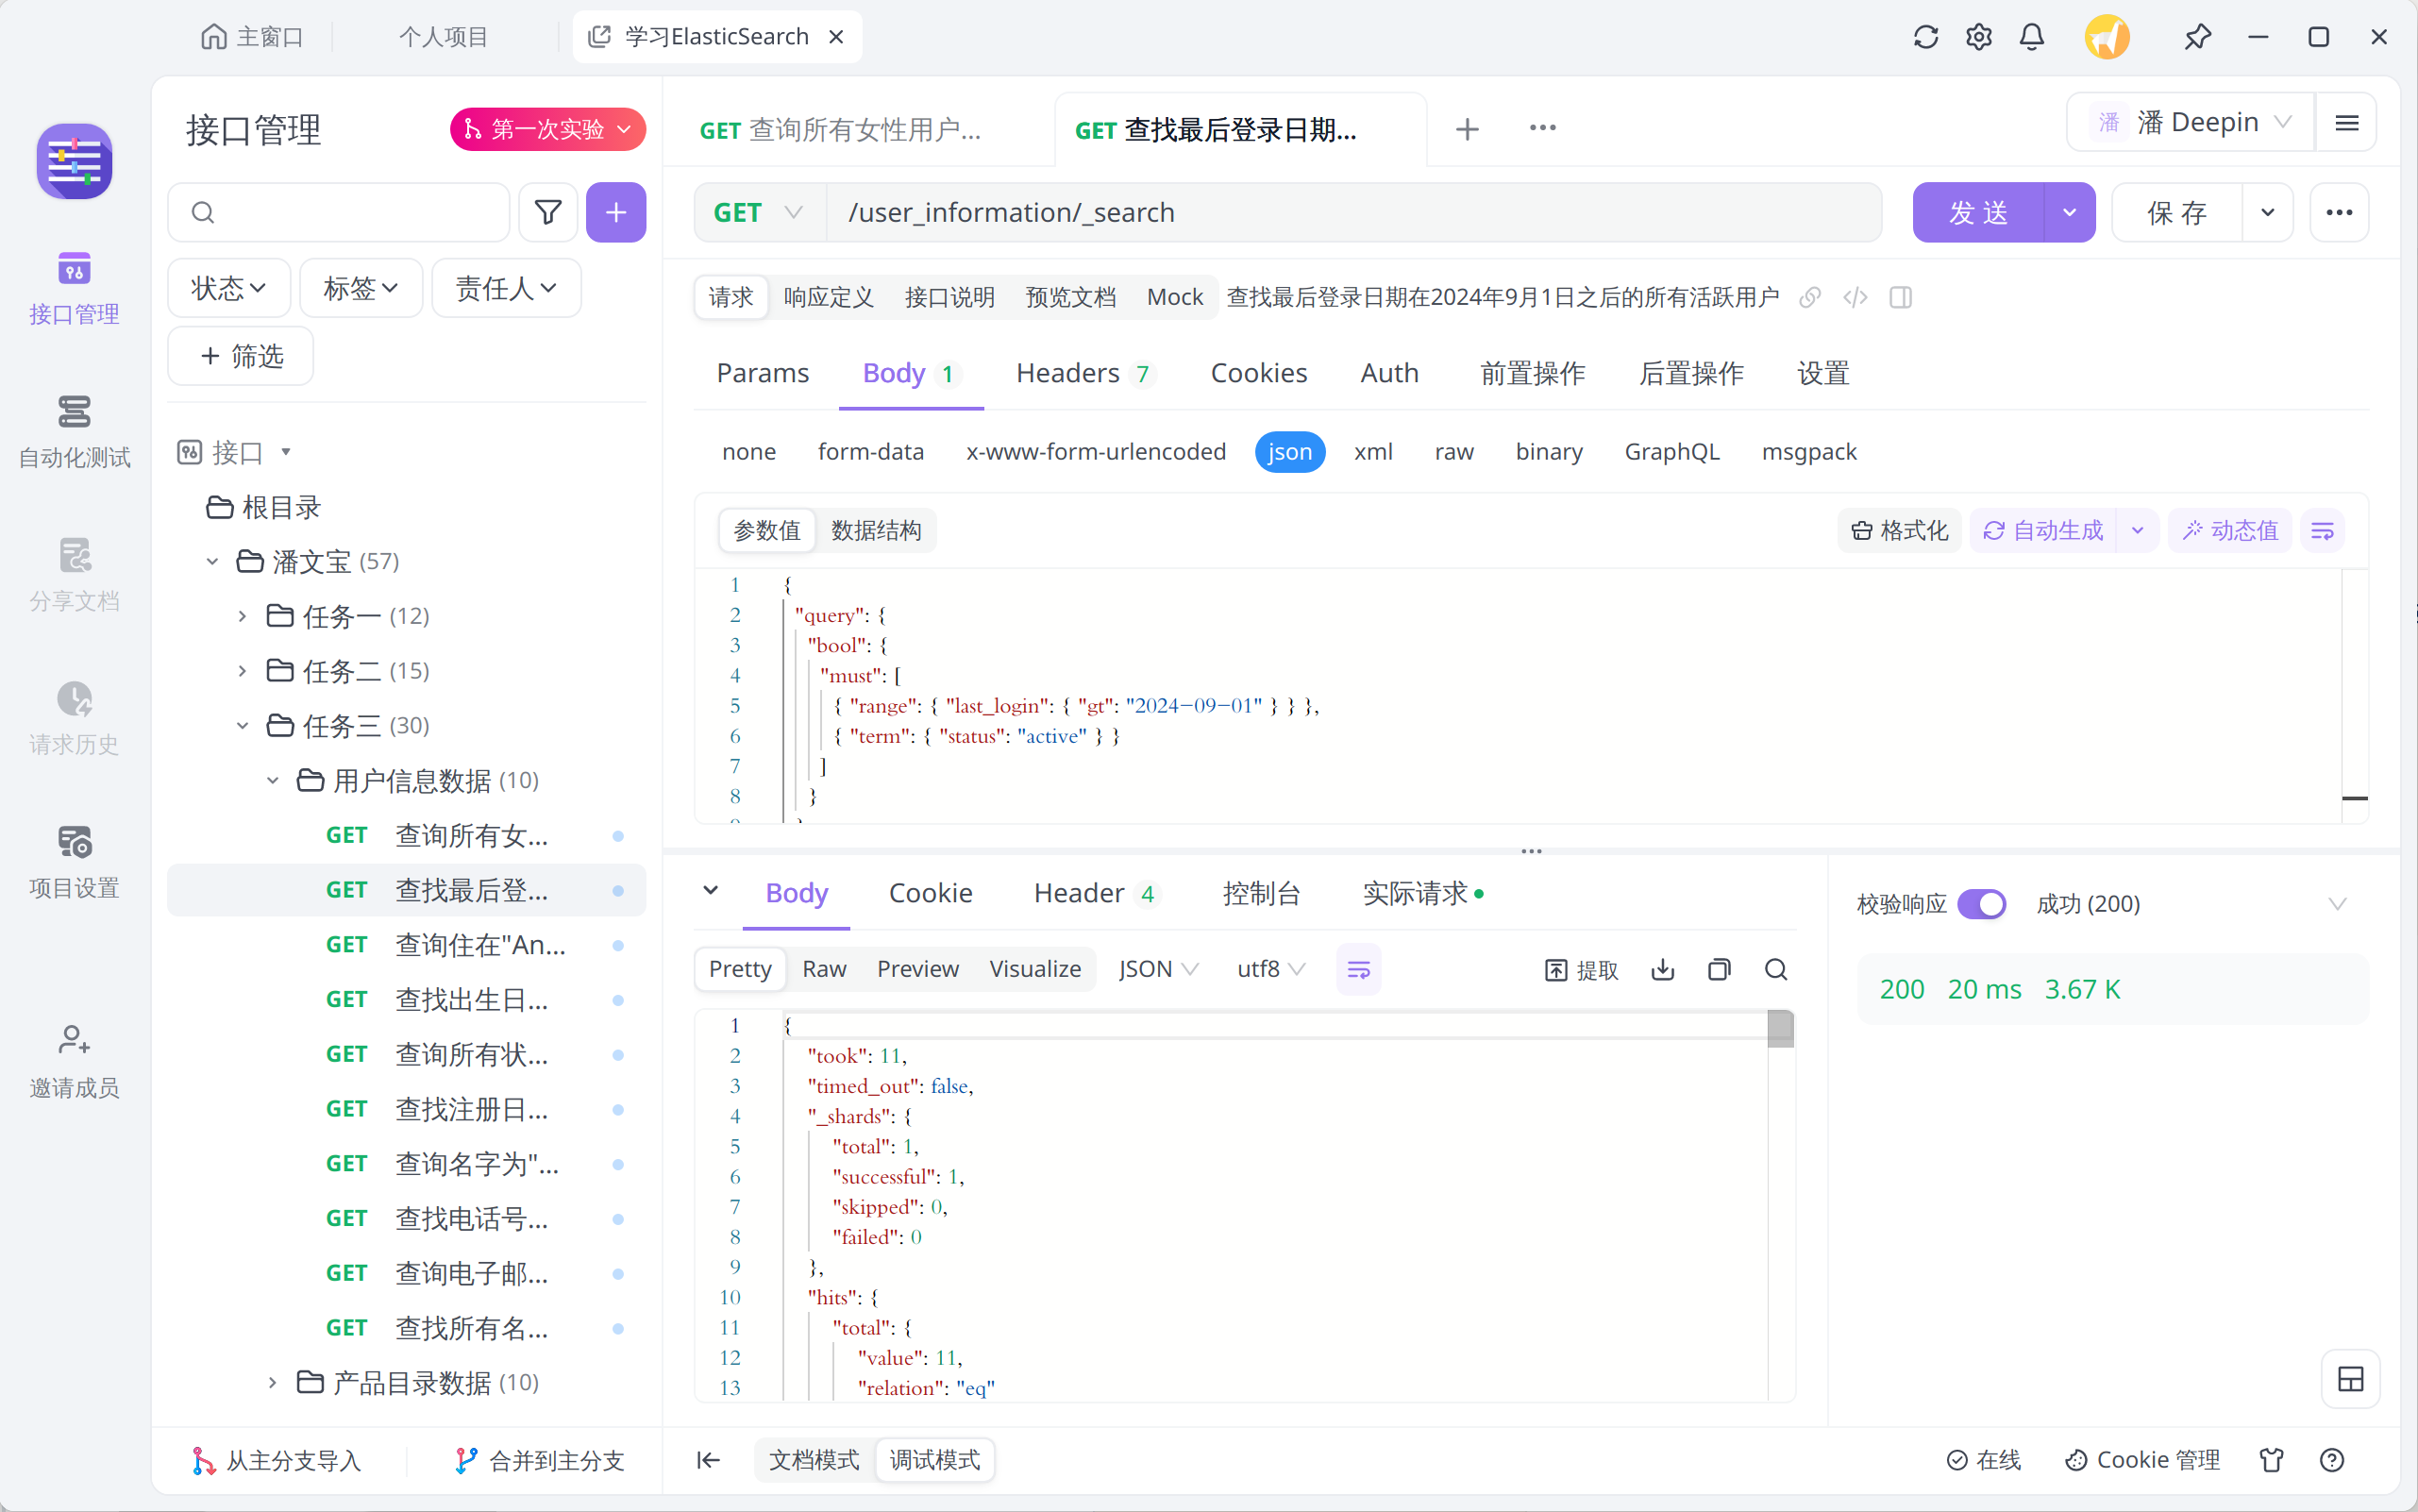 主窗口
个人项目
学习ElasticSearch
接口管理
自动化测试
分享文档
请求历史
项目设置
邀请成员
接口管理
第一次实验
状态
标签
责任人
筛选
接口
根目录
潘文宝 (57)
任务一 (12)
任务二 (15)
任务三 (30)
用户信息数据 (10)
GET 查询所有女...
GET 查找最后登...
GET 查询住在"An...
GET 查找出生日...
GET 查询所有状...
GET 查找注册日...
GET 查询名字为"...
GET 查找电话号...
GET 查询电子邮...
GET 查找所有名...
产品目录数据 (10)
从主分支导入
合并到主分支
GET 查询所有女性用户...
GET 查找最后登录日期...
潘 潘 Deepin
GET /user_information/_search
发 送
保 存
请求 响应定义 接口说明 预览文档 Mock 查找最后登录日期在2024年9月1日之后的所有活跃用户
Params Body 1 Headers 7 Cookies Auth 前置操作 后置操作 设置
none form-data x-www-form-urlencoded json xml raw binary GraphQL msgpack
参数值 数据结构 格式化 自动生成 动态值
1 {
2 "query": {
3 "bool": {
4 "must": [
5 { "range": { "last_login": { "gt": "2024-09-01" } } },
6 { "term": { "status": "active" } }
7 ]
8 }
Body Cookie Header 4 控制台 实际请求
Pretty Raw Preview Visualize JSON utf8 提取
1 {
2 "took": 11,
3 "timed_out": false,
4 "_shards": {
5 "total": 1,
6 "successful": 1,
7 "skipped": 0,
8 "failed": 0
9 },
10 "hits": {
11 "total": {
12 "value": 11,
13 "relation": "eq"
校验响应 成功 (200)
200 20 ms 3.67 K
文档模式 调试模式
在线
Cookie 管理